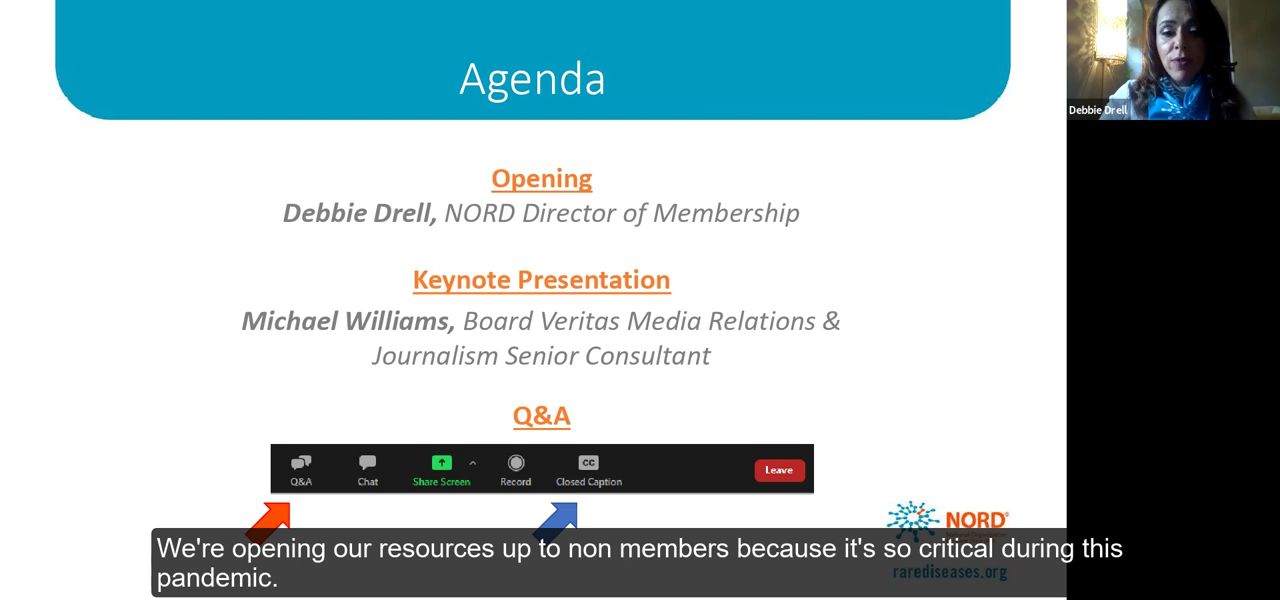 Agenda
Debbie Drell
Opening
Debbie Drell, NORD Director of Membership
Keynote Presentation
Michael Williams, Board Veritas Media Relations &
Journalism Senior Consultant
Q&A
Q&A Chat Share Screen Record Closed Caption Leave
NORD®
We're opening our resources up to non members because it's so critical during this
pandemic.
rarediseases.org